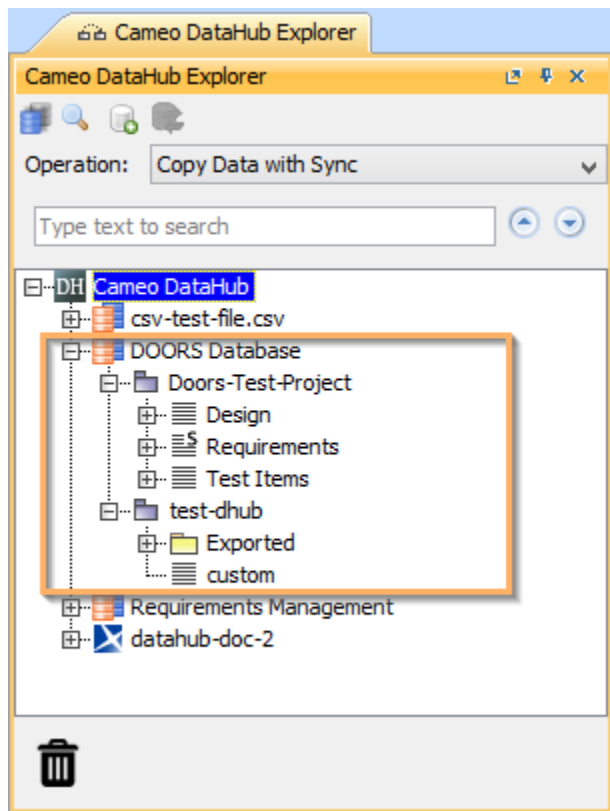 Cameo DataHub Explorer
Cameo DataHub Explorer
Operation: Copy Data with Sync
Type text to search
DH Cameo DataHub
csv-test-file.csv
DOORS Database
Doors-Test-Project
Design
S Requirements
Test Items
test-dhub
Exported
custom
Requirements Management
datahub-doc-2